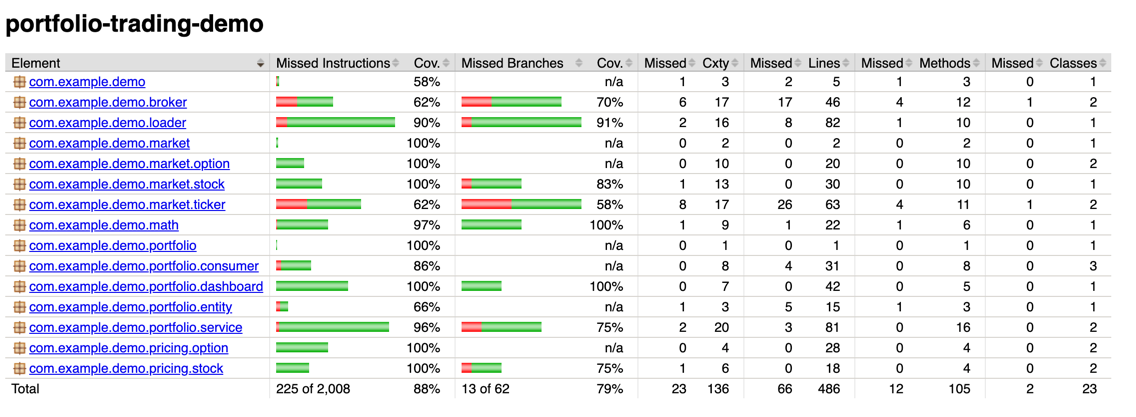 portfolio-trading-demo
Element Missed Instructions Cov. Missed Branches Cov. Missed Cxty Missed Lines Missed Methods Missed Classes
com.example.demo 58% n/a 1 3 2 5 1 3 0 1
com.example.demo.broker 62% 70% 6 17 17 46 4 12 1 2
com.example.demo.loader 90% 91% 2 16 8 82 1 10 0 1
com.example.demo.market 100% n/a 0 2 0 2 0 2 0 1
com.example.demo.market.option 100% n/a 0 10 0 20 0 10 0 2
com.example.demo.market.stock 100% 83% 1 13 0 30 0 10 0 1
com.example.demo.market.ticker 62% 58% 8 17 26 63 4 11 1 2
com.example.demo.math 97% 100% 1 9 1 22 1 6 0 1
com.example.demo.portfolio 100% n/a 0 1 0 1 0 1 0 1
com.example.demo.portfolio.consumer 86% n/a 0 8 4 31 0 8 0 3
com.example.demo.portfolio.dashboard 100% 100% 0 7 0 42 0 5 0 1
com.example.demo.portfolio.entity 66% n/a 1 3 5 15 1 3 0 1
com.example.demo.portfolio.service 96% 75% 2 20 3 81 0 16 0 2
com.example.demo.pricing.option 100% n/a 0 4 0 28 0 4 0 2
com.example.demo.pricing.stock 100% 75% 1 6 0 18 0 4 0 2
Total 225 of 2,008 88% 13 of 62 79% 23 136 66 486 12 105 2 23